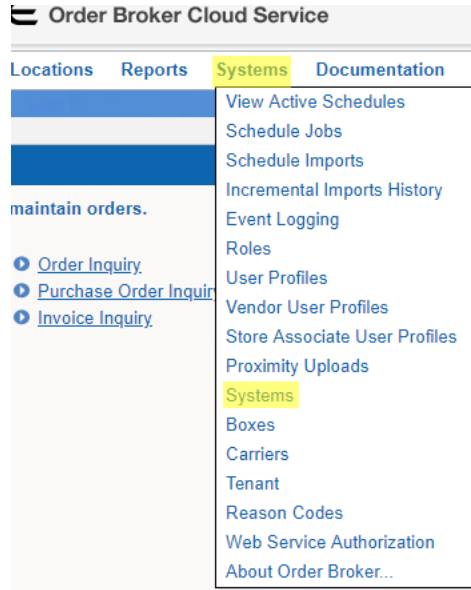 Order Broker Cloud Service
Locations Reports Systems Documentation
View Active Schedules
Schedule Jobs
Schedule Imports
Incremental Imports History
maintain orders.
Event Logging
Roles
Order Inquiry
User Profiles
Purchase Order Inquiry
Vendor User Profiles
Invoice Inquiry
Store Associate User Profiles
Proximity Uploads
Systems
Boxes
Carriers
Tenant
Reason Codes
Web Service Authorization
About Order Broker...